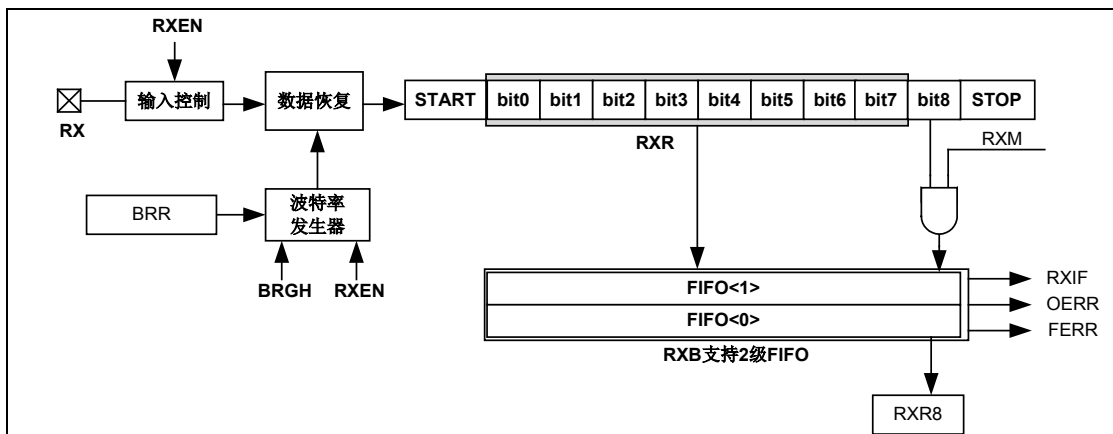 RXEN
RX
输入控制
数据恢复
START bit0 bit1 bit2 bit3 bit4 bit5 bit6 bit7 bit8 STOP
RXR
RXM
BRR
波特率
发生器
BRGH RXEN
FIFO<1>
FIFO<0>
RXB支持2级FIFO
RXIF
OERR
FERR
RXR8